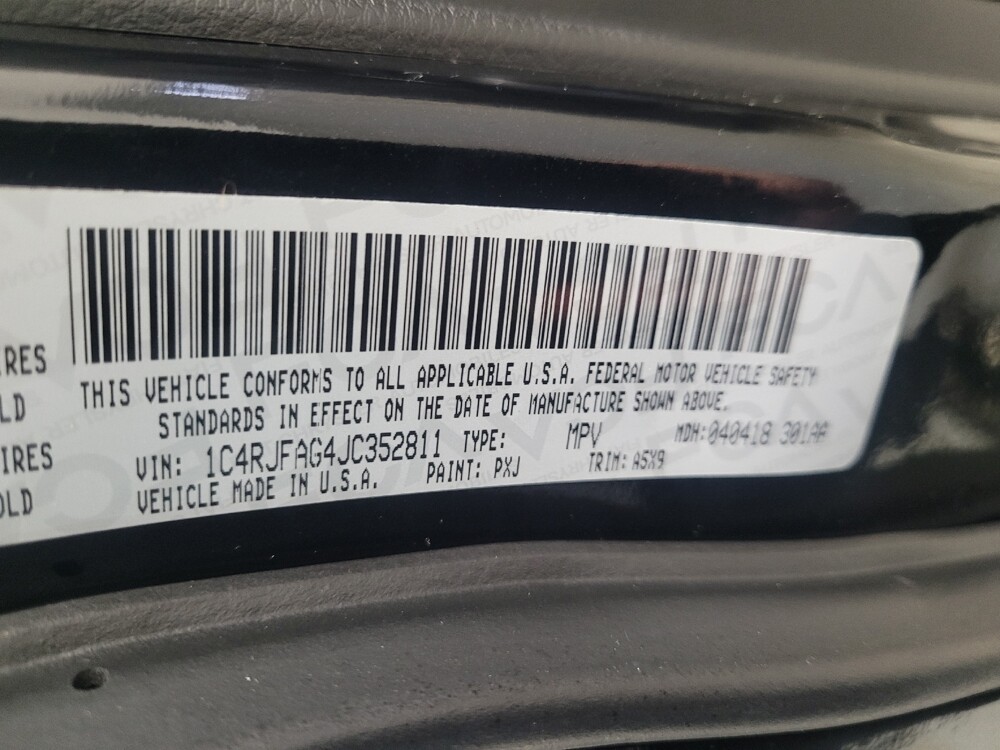 THIS VEHICLE CONFORMS TO ALL APPLICABLE U.S.A. FEDERAL MOTOR VEHICLE SAFETY
STANDARDS IN EFFECT ON THE DATE OF MANUFACTURE SHOWN ABOVE.
VIN: 1C4RJFAG4JC352811 TYPE: MPV MDH:040418 301AA
VEHICLE MADE IN U.S.A. PAINT: PXJ TRIM: A5X9
IRES
LD
IRES
OLD